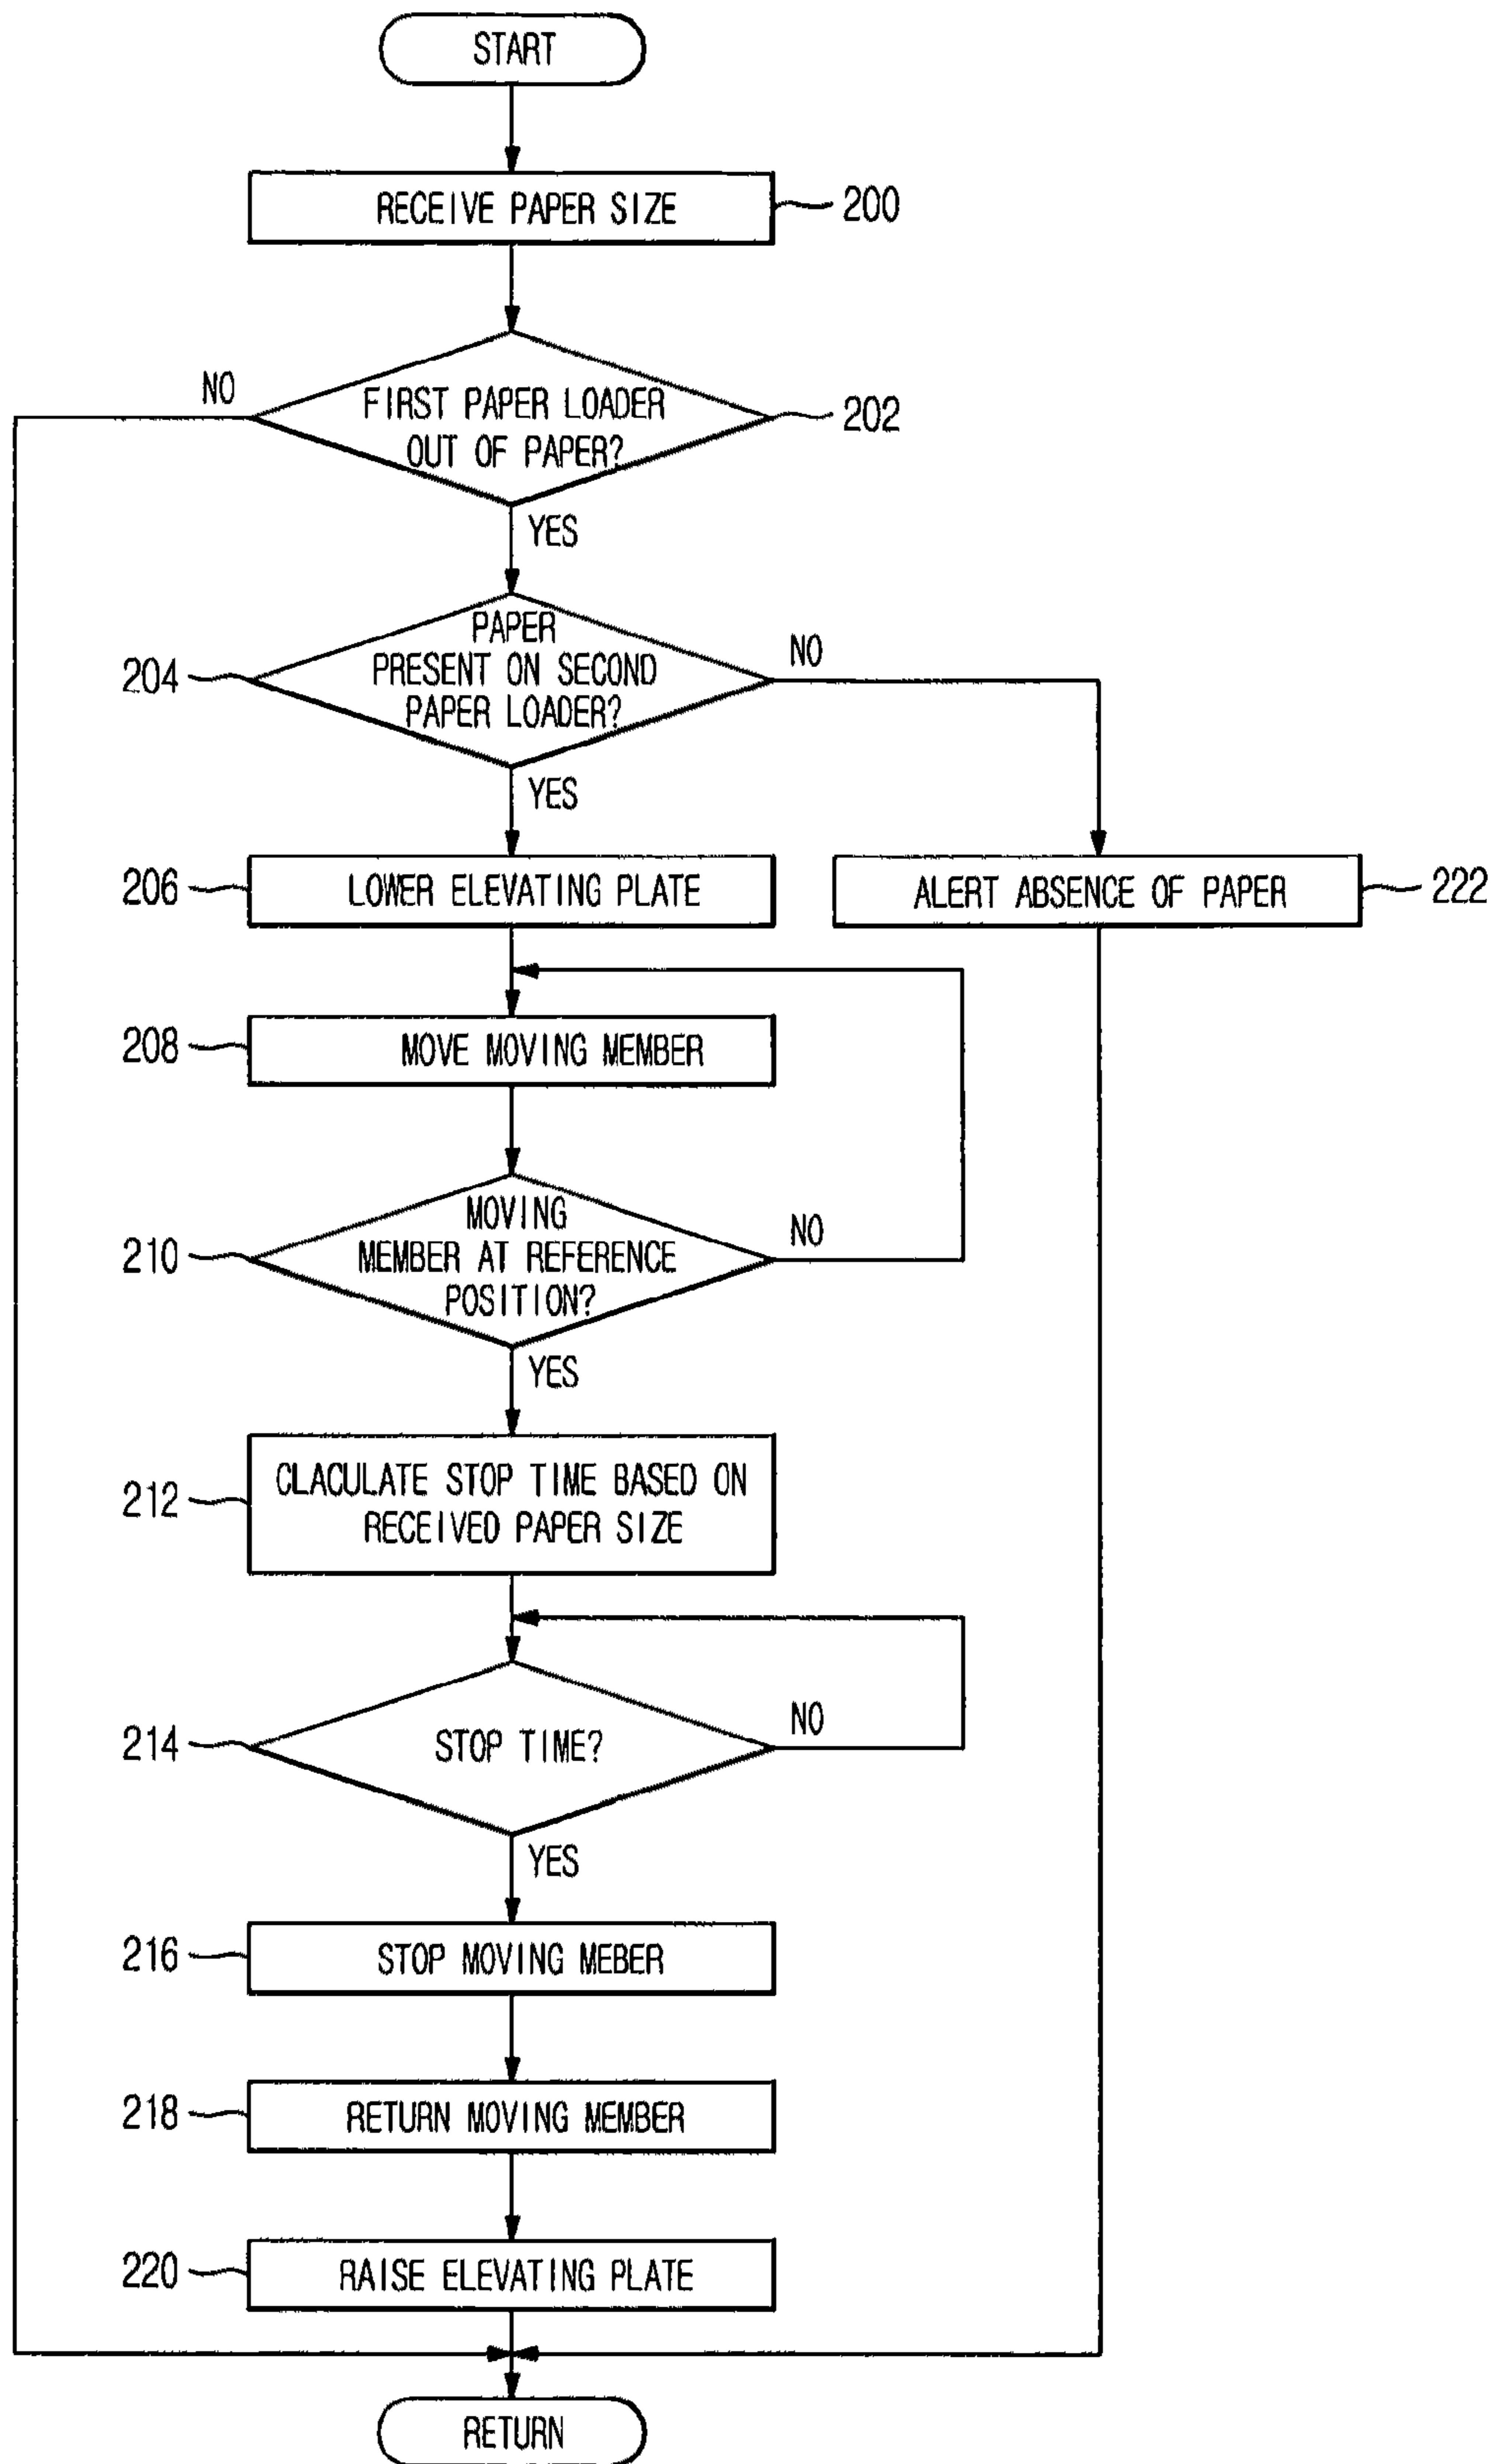 START
RECEIVE PAPER SIZE
200
NO
FIRST PAPER LOADER
OUT OF PAPER?
202
YES
204
PAPER
PRESENT ON SECOND
PAPER LOADER?
NO
YES
206
LOWER ELEVATING PLATE
ALERT ABSENCE OF PAPER
222
208
MOVE MOVING MEMBER
210
MOVING
MEMBER AT REFERENCE
POSITION?
NO
YES
212
CLACULATE STOP TIME BASED ON
RECEIVED PAPER SIZE
214
STOP TIME?
NO
YES
216
STOP MOVING MEBER
218
RETURN MOVING MEMBER
220
RAISE ELEVATING PLATE
RETURN